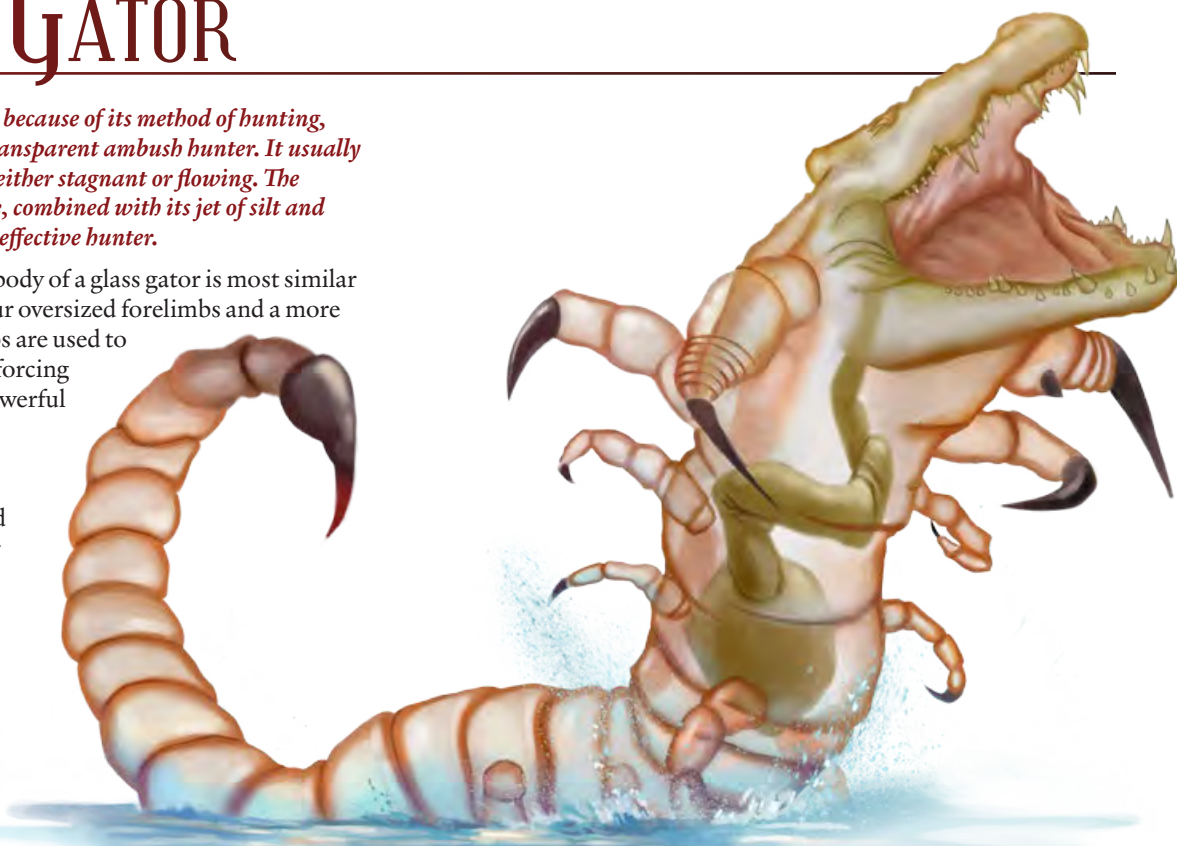 GATOR
because of its method of hunting,
ansparent ambush hunter. It usually
either stagnant or flowing. The
, combined with its jet of silt and
effective hunter.
body of a glass gator is most similar
ur oversized forelimbs and a more
s are used to
forcing
werful
d